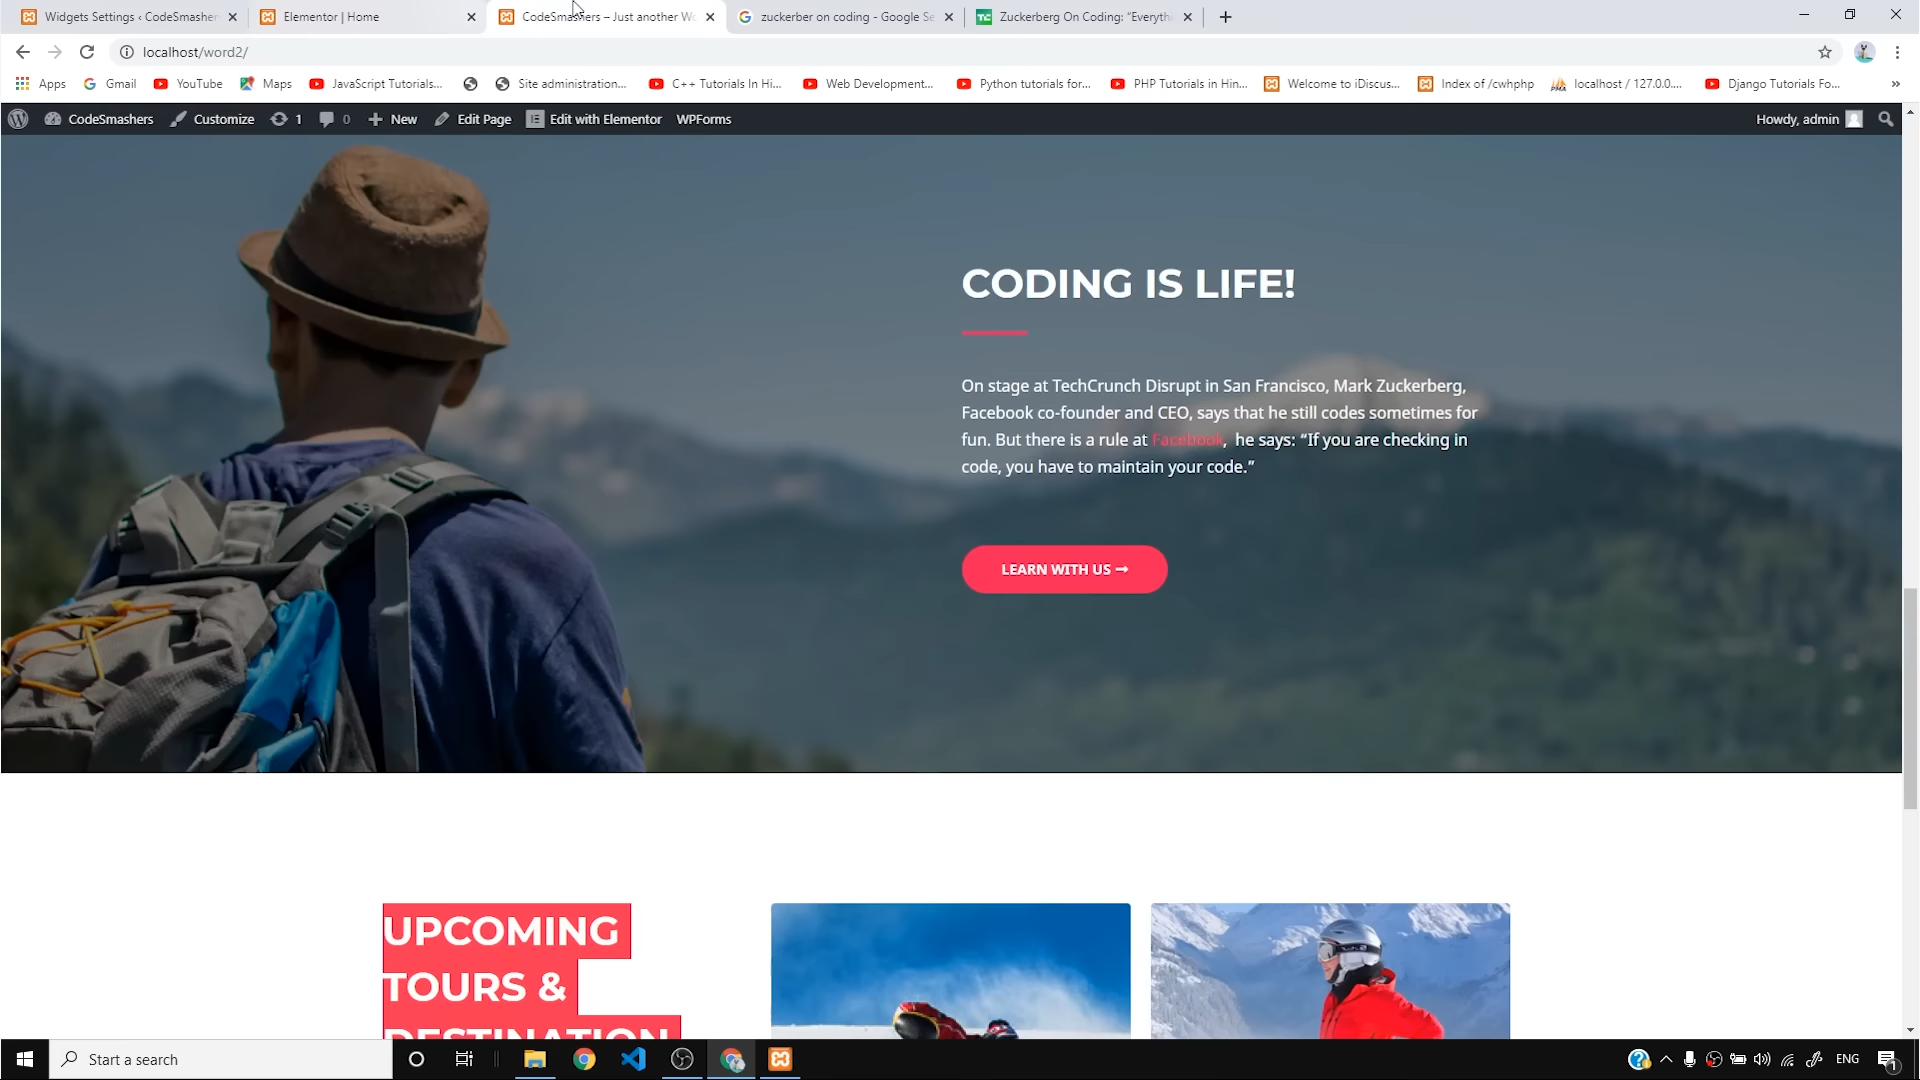 Widgets Settings ‹ CodeSmashers
Elementor | Home
CodeSmashers – Just another Wo
zuckerber on coding - Google Se
Zuckerberg On Coding: “Everythi
localhost/word2/
Apps
Gmail
YouTube
Maps
JavaScript Tutorials...
Site administration...
C++ Tutorials In Hi...
Web Development...
Python tutorials for...
PHP Tutorials in Hin...
Welcome to iDiscus...
Index of /cwhphp
localhost / 127.0.0....
Django Tutorials Fo...
»
CodeSmashers
Customize
1
0
New
Edit Page
Edit with Elementor
WPForms
Howdy, admin
CODING IS LIFE!
On stage at TechCrunch Disrupt in San Francisco, Mark Zuckerberg,
Facebook co-founder and CEO, says that he still codes sometimes for
fun. But there is a rule at Facebook, he says: “If you are checking in
code, you have to maintain your code.”
LEARN WITH US →
UPCOMING
TOURS &
DESTINATION
Start a search
ENG
1